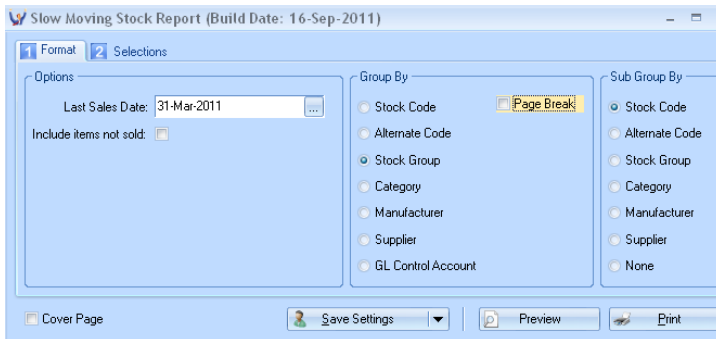 Slow Moving Stock Report (Build Date: 16-Sep-2011)
1 Format 2 Selections
Options
Last Sales Date: 31-Mar-2011 ...
Include items not sold:
Group By
Stock Code Page Break
Alternate Code
Stock Group
Category
Manufacturer
Supplier
GL Control Account
Sub Group By
Stock Code
Alternate Code
Stock Group
Category
Manufacturer
Supplier
None
Cover Page Save Settings Preview Print